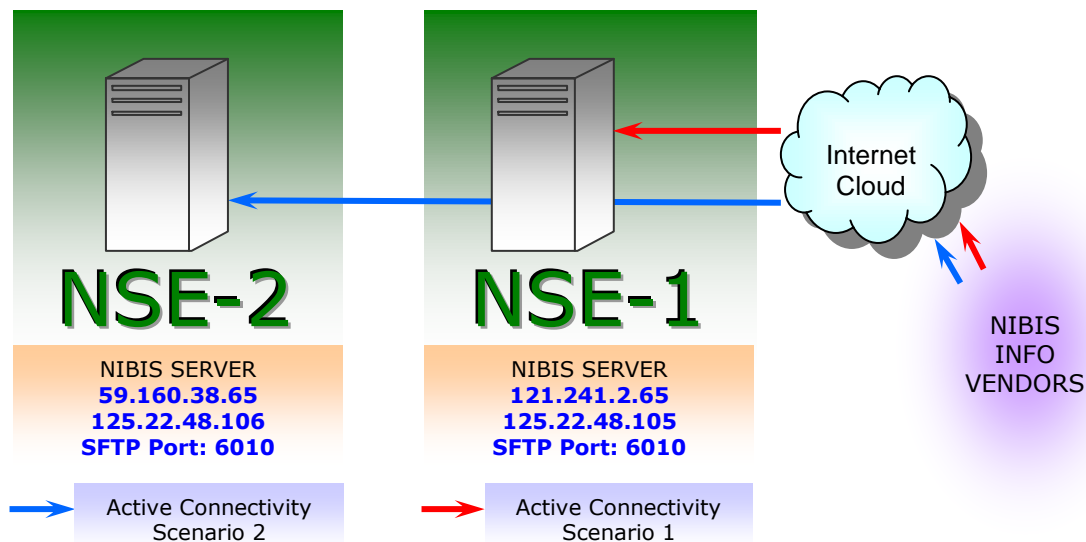 Internet
Cloud
NSE-2
NSE-1
NIBIS
INFO
VENDORS
NIBIS SERVER
59.160.38.65
125.22.48.106
SFTP Port: 6010
NIBIS SERVER
121.241.2.65
125.22.48.105
SFTP Port: 6010
Active Connectivity
Scenario 2
Active Connectivity
Scenario 1